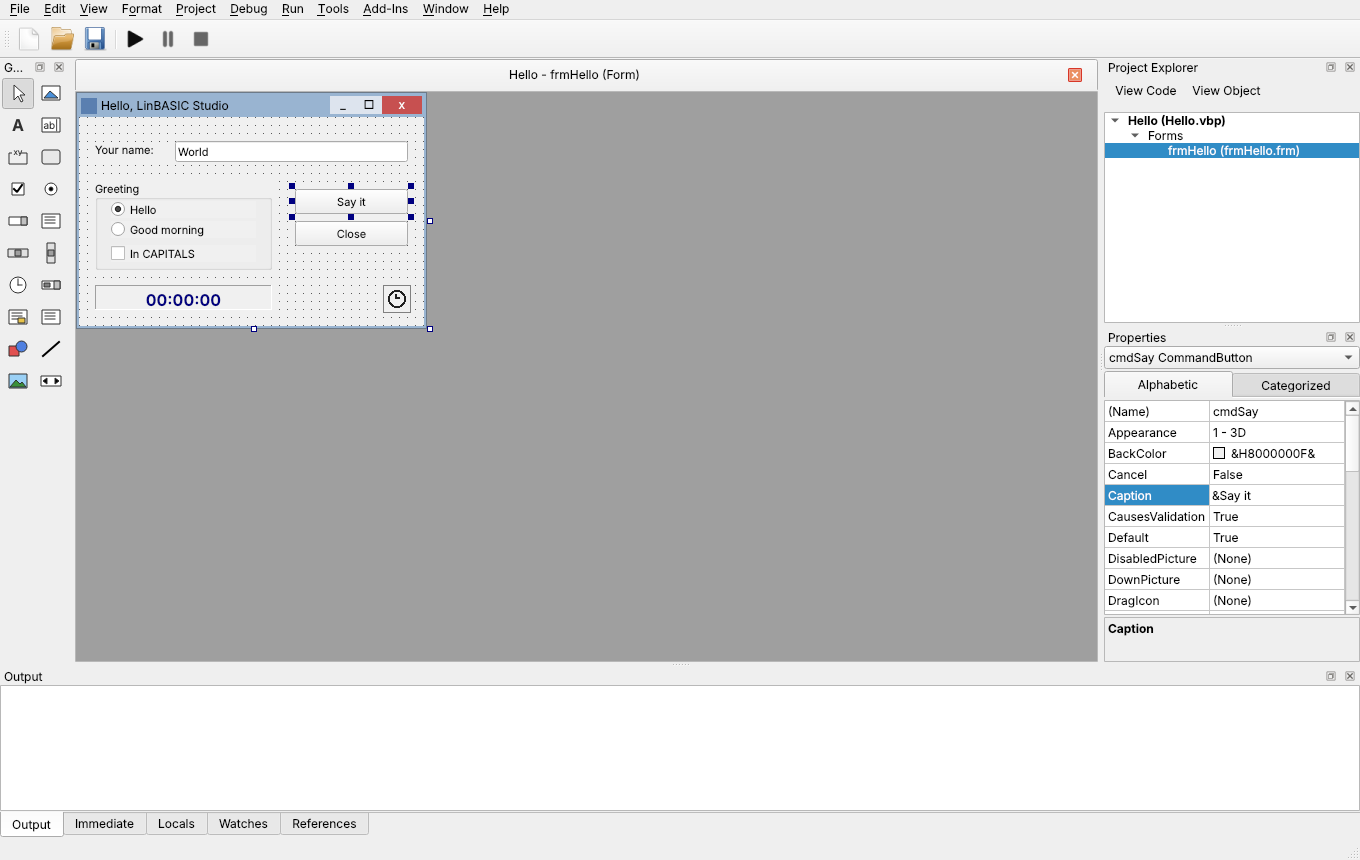 File Edit View Format Project Debug Run Tools Add-Ins Window Help
G...
Hello - frmHello (Form)
Hello, LinBASIC Studio
Your name: World
Greeting
Hello
Good morning
In CAPITALS
Say it
Close
00:00:00
A
ab
xy
Project Explorer
View Code View Object
Hello (Hello.vbp)
Forms
frmHello (frmHello.frm)
Properties
cmdSay CommandButton
Alphabetic Categorized
(Name) cmdSay
Appearance 1 - 3D
BackColor &H8000000F&
Cancel False
Caption &Say it
CausesValidation True
Default True
DisabledPicture (None)
DownPicture (None)
DragIcon (None)
Caption
Output
Output Immediate Locals Watches References